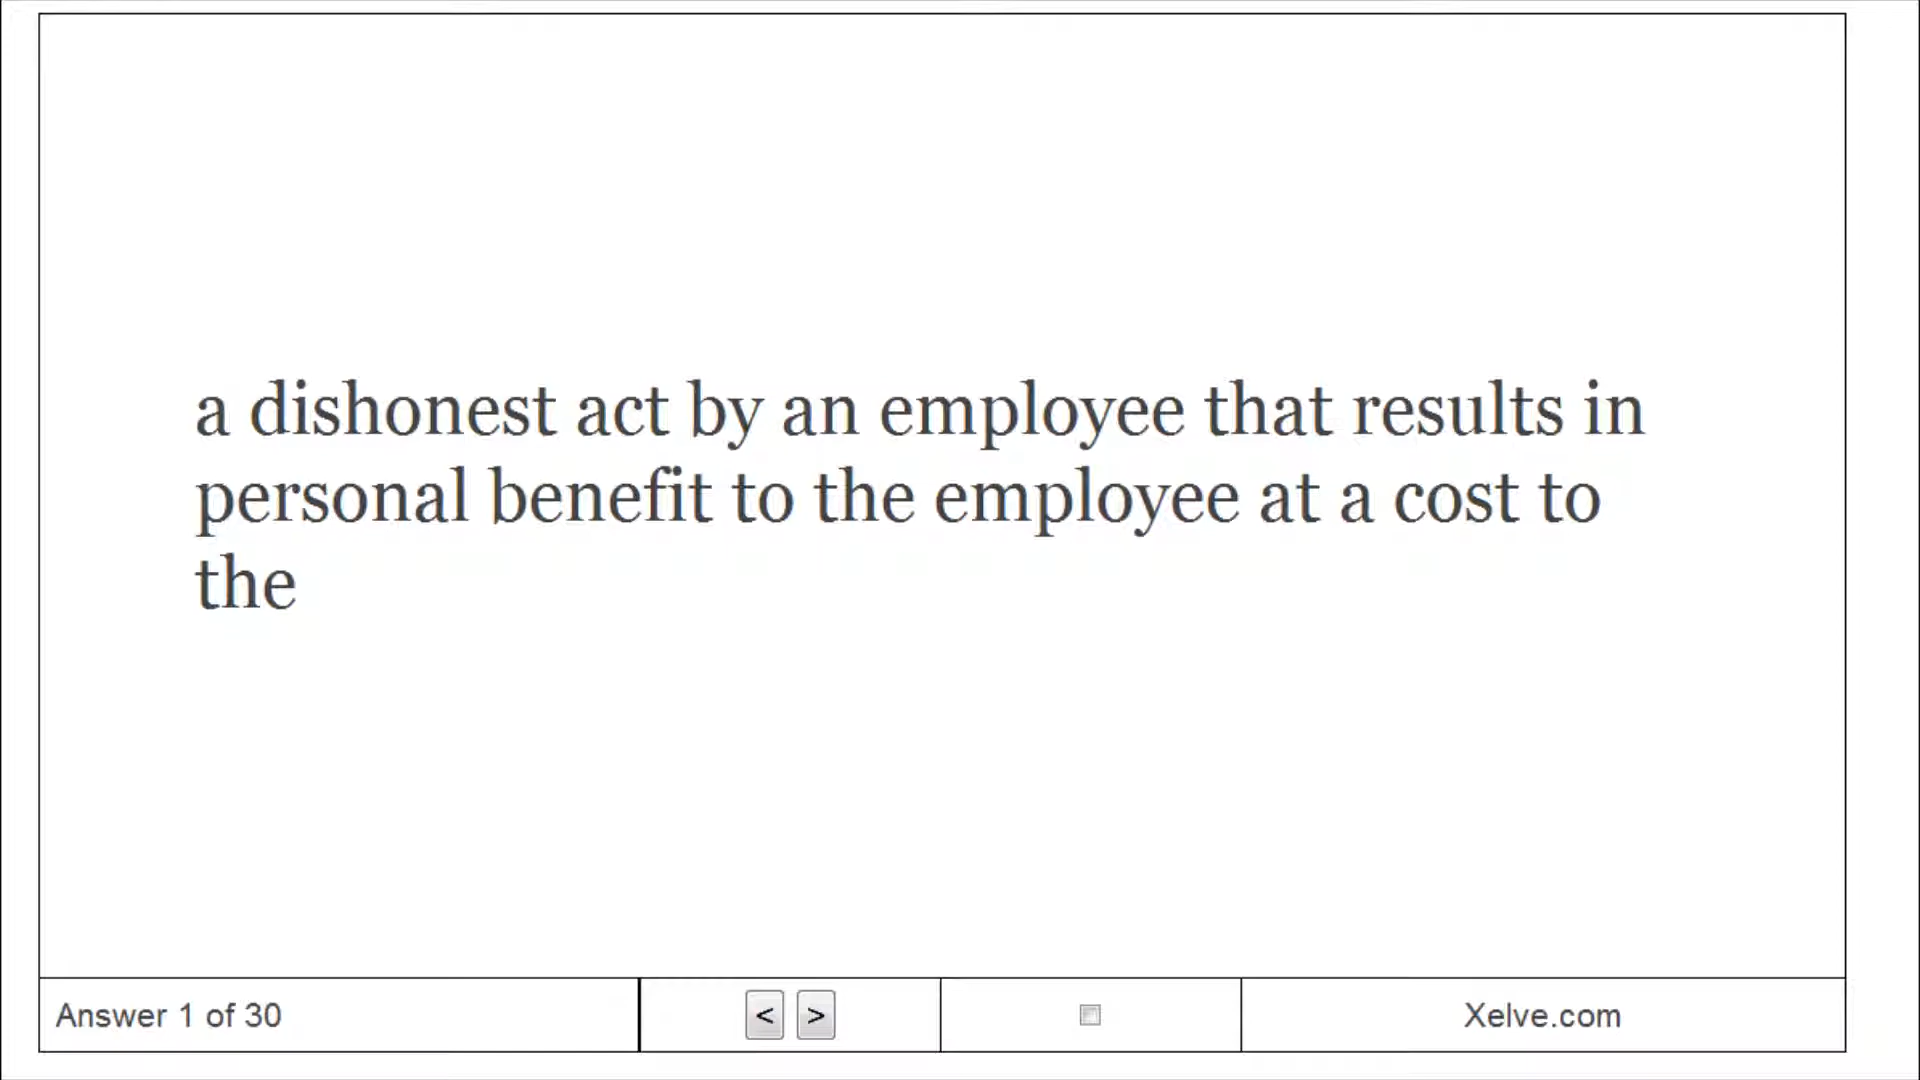 a dishonest act by an employee that results in
personal benefit to the employee at a cost to
the
Answer 1 of 30
<
>
Xelve.com